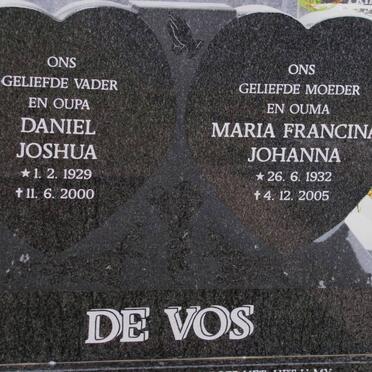 ONS
GELIEFDE VADER
EN OUPA
DANIEL
JOSHUA
★ 1. 2. 1929
✝ 11. 6. 2000
ONS
GELIEFDE MOEDER
EN OUMA
MARIA FRANCINA
JOHANNA
★ 26. 6. 1932
✝ 4. 12. 2005
DE VOS